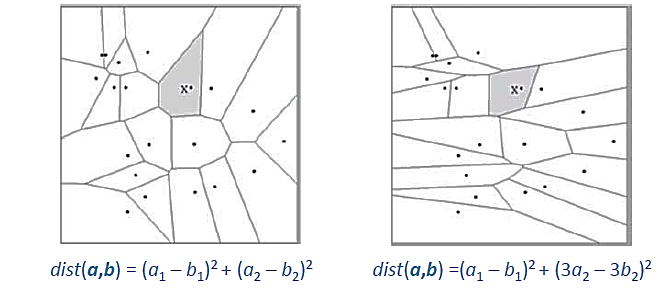 X
X
dist(a,b) = (a₁ – b₁)² + (a₂ – b₂)²
dist(a,b) =(a₁ – b₁)² + (3a₂ – 3b₂)²